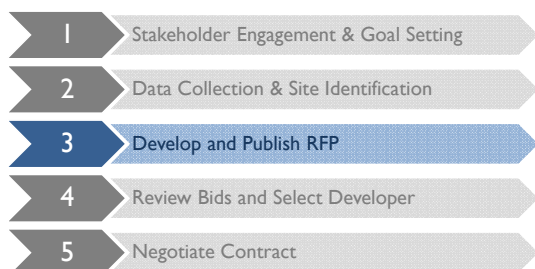 1 Stakeholder Engagement & Goal Setting
2 Data Collection & Site Identification
3 Develop and Publish RFP
4 Review Bids and Select Developer
5 Negotiate Contract